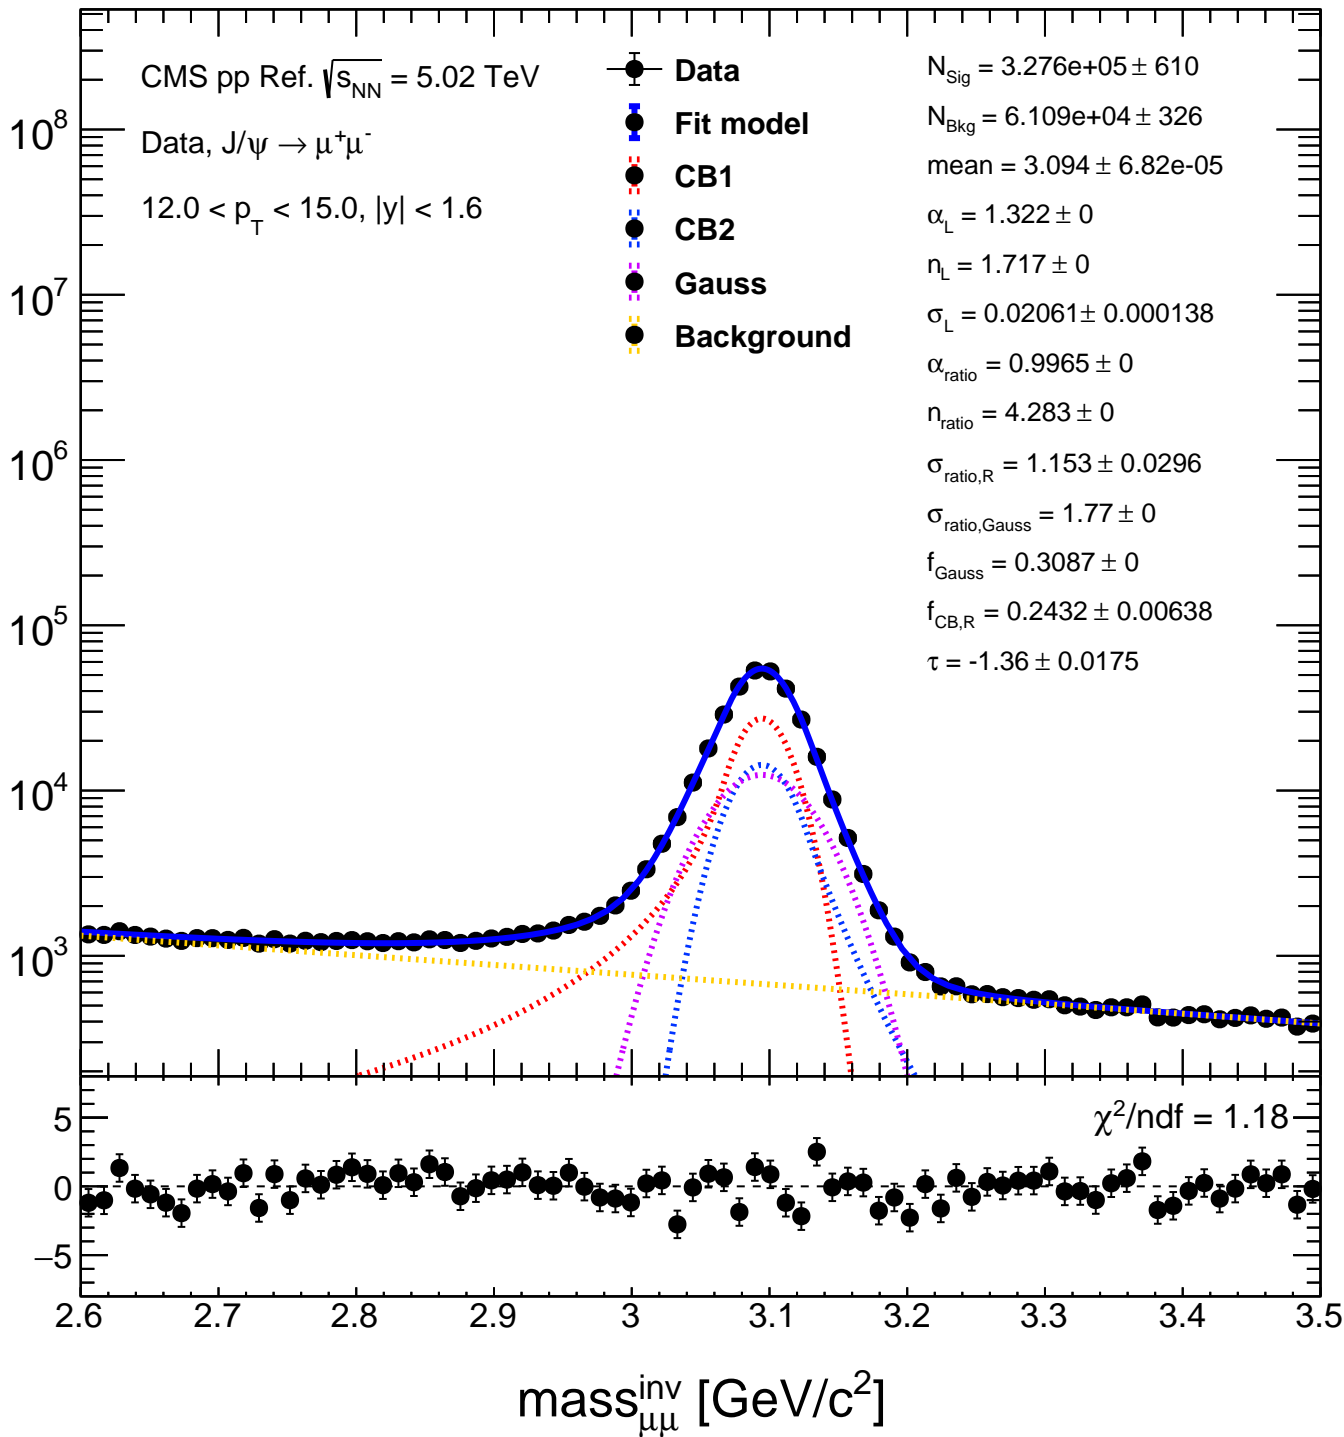 CMS pp Ref. √s_NN = 5.02 TeV
Data, J/ψ → μ⁺μ⁻
12.0 < p_T < 15.0, |y| < 1.6
Data
Fit model
CB1
CB2
Gauss
Background
N_Sig = 3.276e+05 ± 610
N_Bkg = 6.109e+04 ± 326
mean = 3.094 ± 6.82e-05
α_L = 1.322 ± 0
n_L = 1.717 ± 0
σ_L = 0.02061 ± 0.000138
α_ratio = 0.9965 ± 0
n_ratio = 4.283 ± 0
σ_ratio,R = 1.153 ± 0.0296
σ_ratio,Gauss = 1.77 ± 0
f_Gauss = 0.3087 ± 0
f_CB,R = 0.2432 ± 0.00638
τ = -1.36 ± 0.0175
10⁸
10⁷
10⁶
10⁵
10⁴
10³
χ²/ndf = 1.18
5
0
−5
2.6 2.7 2.8 2.9 3 3.1 3.2 3.3 3.4 3.5
mass^inv_μμ [GeV/c²]